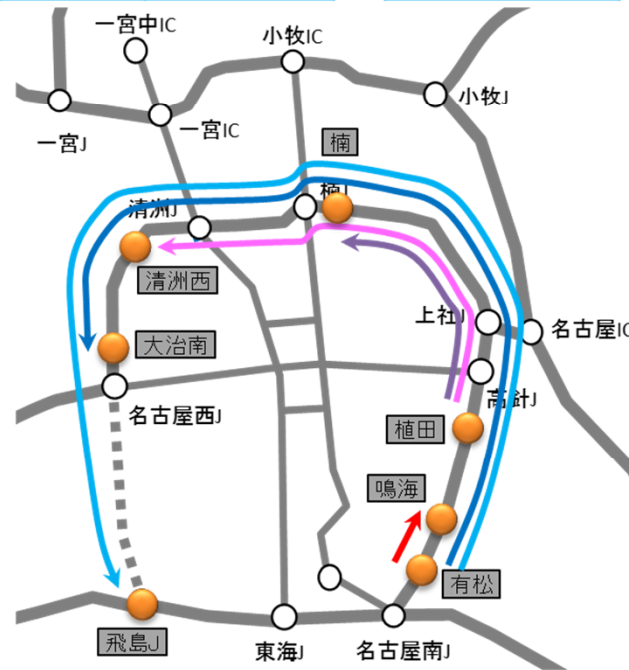 一宮中IC
小牧IC
小牧J
一宮J
一宮IC
楠
楠J
清洲J
清洲西
上社J
名古屋IC
大治南
高針J
名古屋西J
植田
鳴海
有松
飛島J
東海J
名古屋南J